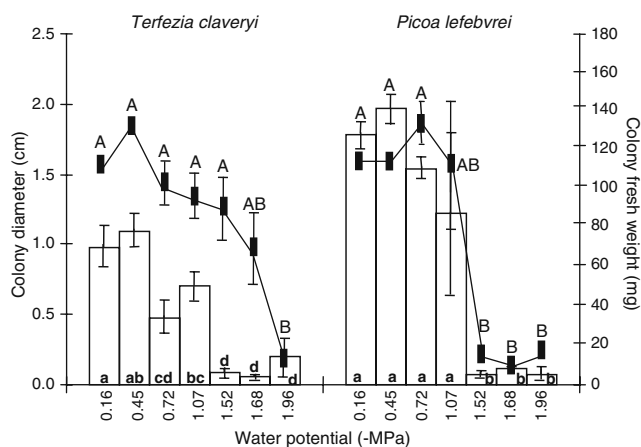 Terfezia claveryi Picoa lefebvrei
2.5 180
160
2.0 140
120
1.5 100
1.0 80
60
0.5 40
20
0.0 0
Colony diameter (cm)
Colony fresh weight (mg)
A A A A A AB B
A A AB B B B
a ab cd bc d d d
a a a a b b b
0.16 0.45 0.72 1.07 1.52 1.68 1.96 0.16 0.45 0.72 1.07 1.52 1.68 1.96
Water potential (-MPa)